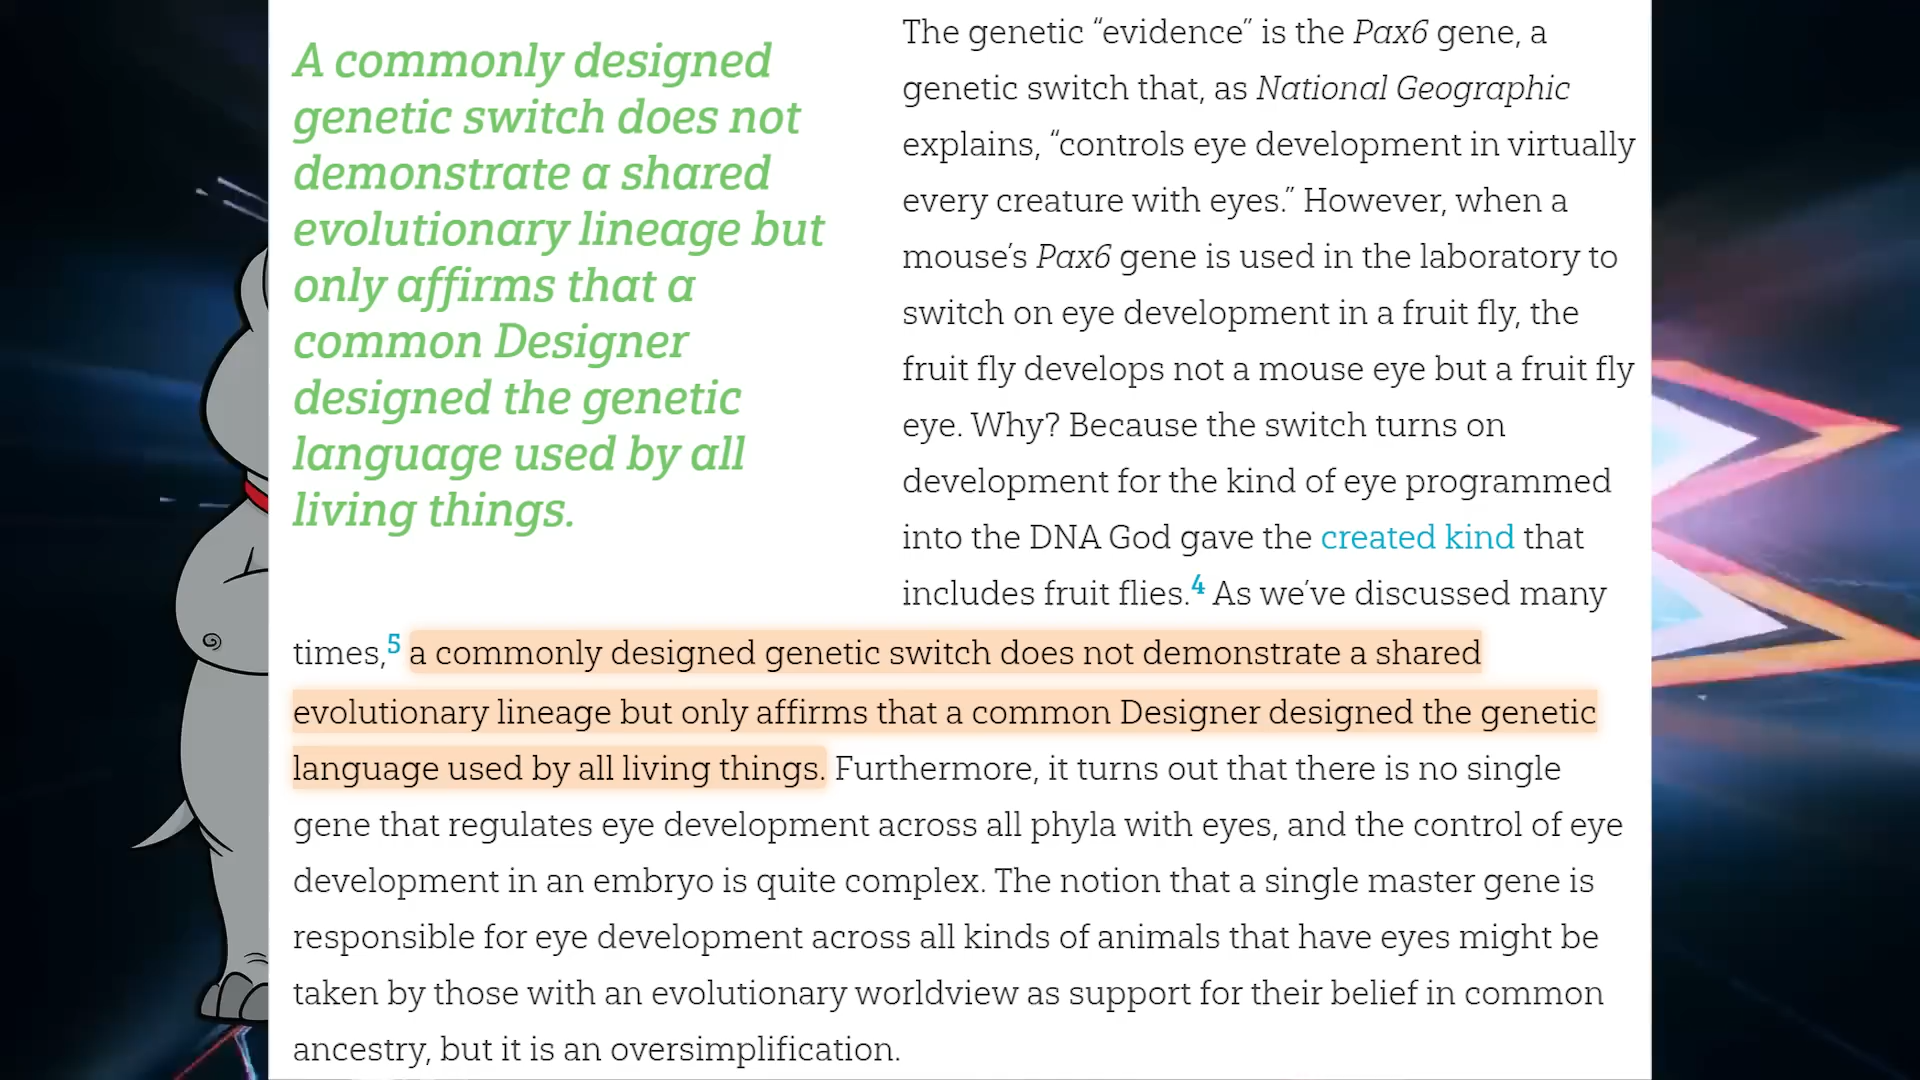 A commonly designed
genetic switch does not
demonstrate a shared
evolutionary lineage but
only affirms that a
common Designer
designed the genetic
language used by all
living things.
The genetic “evidence” is the Pax6 gene, a
genetic switch that, as National Geographic
explains, “controls eye development in virtually
every creature with eyes.” However, when a
mouse’s Pax6 gene is used in the laboratory to
switch on eye development in a fruit fly, the
fruit fly develops not a mouse eye but a fruit fly
eye. Why? Because the switch turns on
development for the kind of eye programmed
into the DNA God gave the created kind that
includes fruit flies.4 As we’ve discussed many
times,5 a commonly designed genetic switch does not demonstrate a shared
evolutionary lineage but only affirms that a common Designer designed the genetic
language used by all living things. Furthermore, it turns out that there is no single
gene that regulates eye development across all phyla with eyes, and the control of eye
development in an embryo is quite complex. The notion that a single master gene is
responsible for eye development across all kinds of animals that have eyes might be
taken by those with an evolutionary worldview as support for their belief in common
ancestry, but it is an oversimplification.